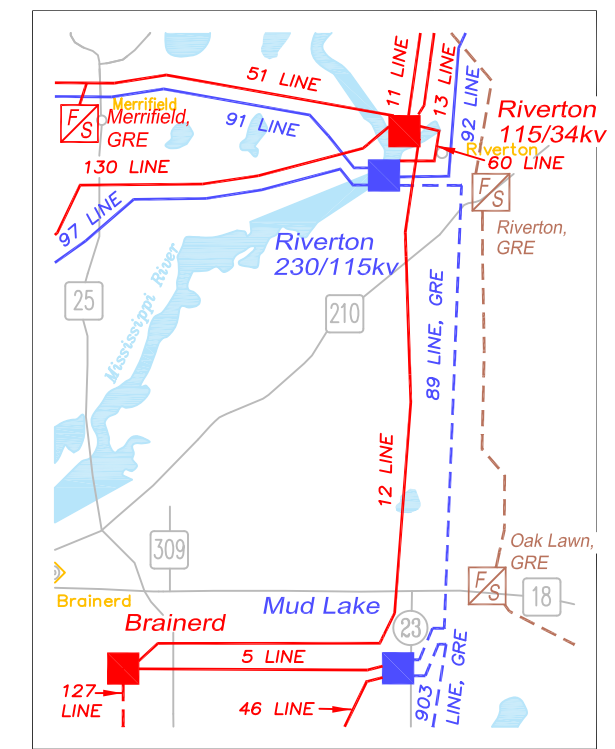 51 LINE
11 LINE
13 LINE
92 LINE
Merrifield
Merrifield,
GRE
F/S
91 LINE
Riverton
115/34kv
Riverton
60 LINE
130 LINE
F/S
97 LINE
Riverton,
GRE
Riverton
230/115kv
Mississippi River
25
210
89 LINE, GRE
12 LINE
309
Oak Lawn,
GRE
F/S
18
Brainerd
Mud Lake
Brainerd
23
5 LINE
127
LINE
46 LINE
903
LINE, GRE